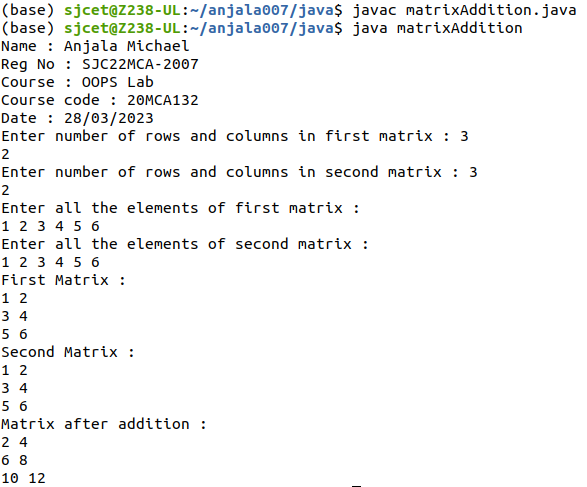 (base) sjcet@Z238-UL:~/anjala007/java$ javac matrixAddition.java
(base) sjcet@Z238-UL:~/anjala007/java$ java matrixAddition
Name : Anjala Michael
Reg No : SJC22MCA-2007
Course : OOPS Lab
Course code : 20MCA132
Date : 28/03/2023
Enter number of rows and columns in first matrix : 3
2
Enter number of rows and columns in second matrix : 3
2
Enter all the elements of first matrix :
1 2 3 4 5 6
Enter all the elements of second matrix :
1 2 3 4 5 6
First Matrix :
1 2
3 4
5 6
Second Matrix :
1 2
3 4
5 6
Matrix after addition :
2 4
6 8
10 12